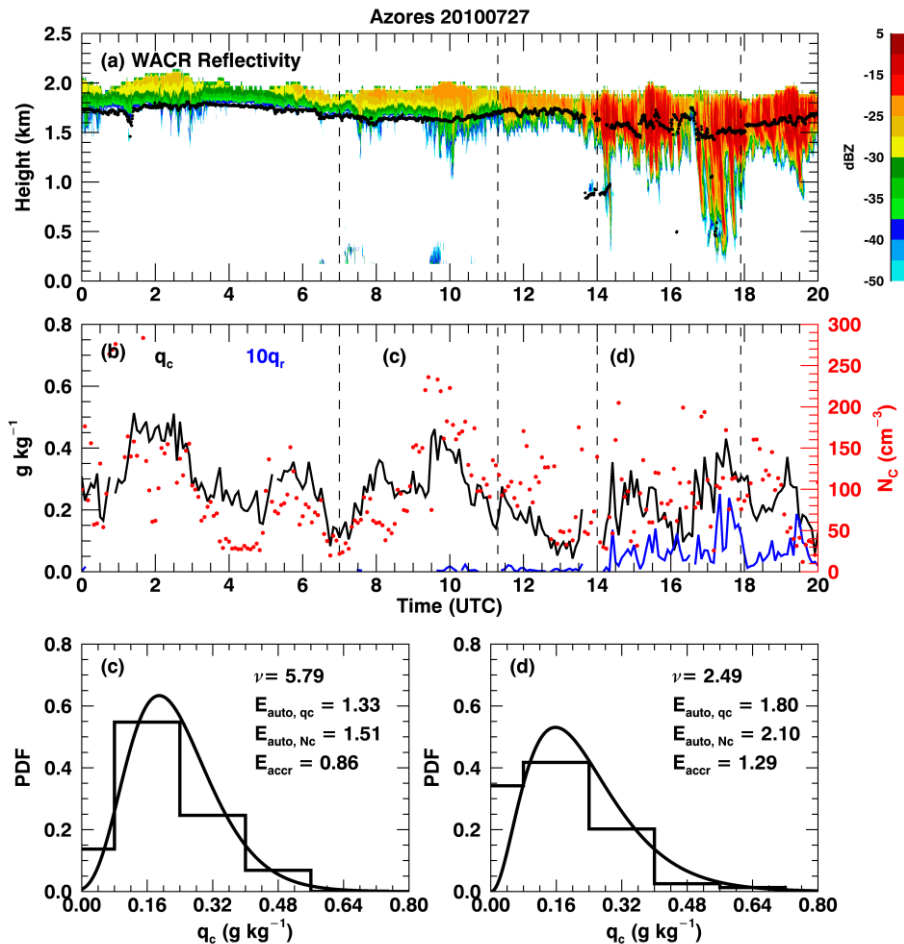 Azores 20100727
(a) WACR Reflectivity
Height (km)
2.5
2.0
1.5
1.0
0.5
0.0
0 2 4 6 8 10 12 14 16 18 20
5
-15
-25
-30
-35
-40
-50
dBZ
(b) q_c 10q_r (c) (d)
g kg⁻¹
0.8
0.6
0.4
0.2
0.0
300
250
200
150
100
50
0
N_C (cm⁻³)
0 2 4 6 8 10 12 14 16 18 20
Time (UTC)
(c)
ν = 5.79
E_auto, qc = 1.33
E_auto, Nc = 1.51
E_accr = 0.86
PDF
0.8
0.6
0.4
0.2
0.0
0.00 0.16 0.32 0.48 0.64 0.80
q_c (g kg⁻¹)
(d)
ν = 2.49
E_auto, qc = 1.80
E_auto, Nc = 2.10
E_accr = 1.29
PDF
0.8
0.6
0.4
0.2
0.0
0.00 0.16 0.32 0.48 0.64 0.80
q_c (g kg⁻¹)